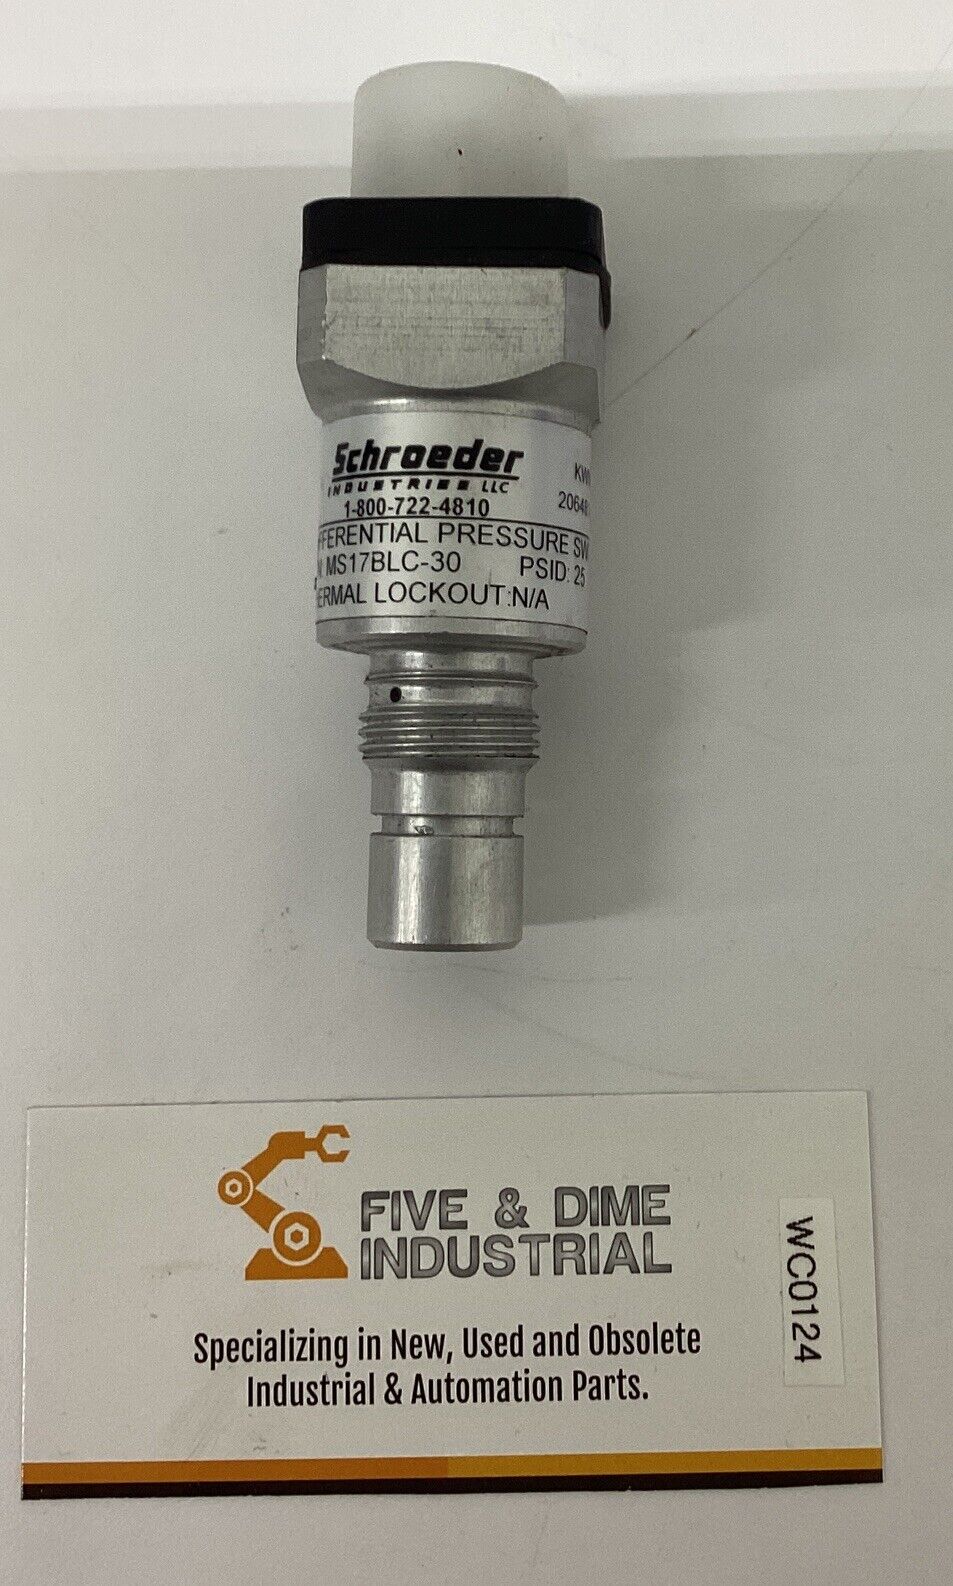 Schroeder
INDUSTRIES LLC
1-800-722-4810
KWN
2064
FFERENTIAL PRESSURE SW
N MS17BLC-30 PSID: 25
ERMAL LOCKOUT:N/A
FIVE & DIME
INDUSTRIAL
Specializing in New, Used and Obsolete
Industrial & Automation Parts.
WC0124